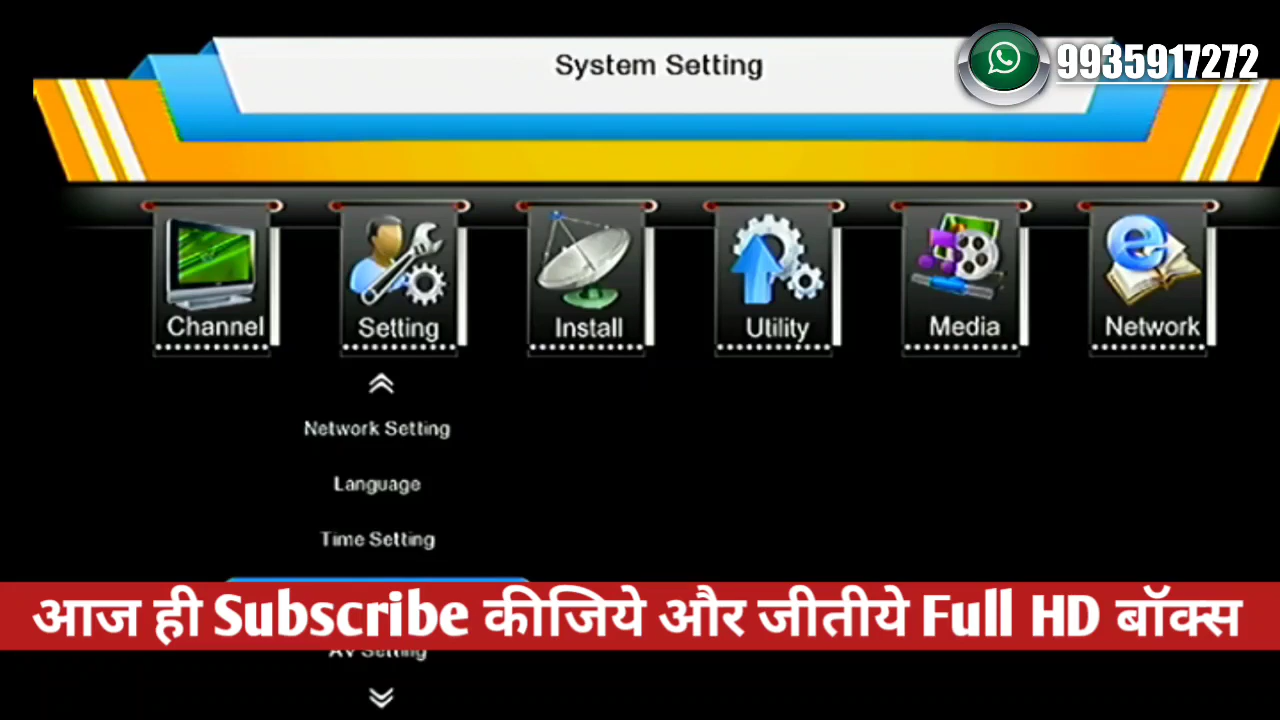 System Setting
9935917272
Channel
Setting
Install
Utility
Media
Network
Network Setting
Language
Time Setting
आज ही Subscribe कीजिये और जीतीये Full HD बॉक्स
AV Setting